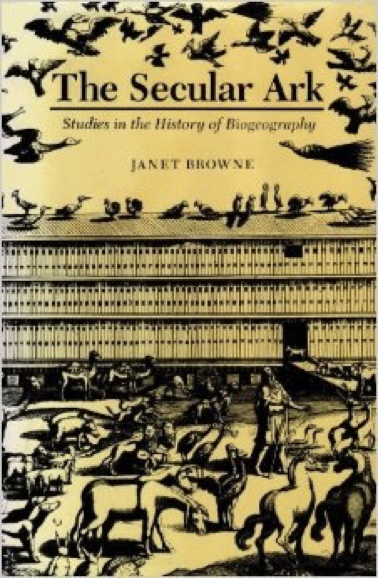 The Secular Ark
Studies in the History of Biogeography
JANET BROWNE